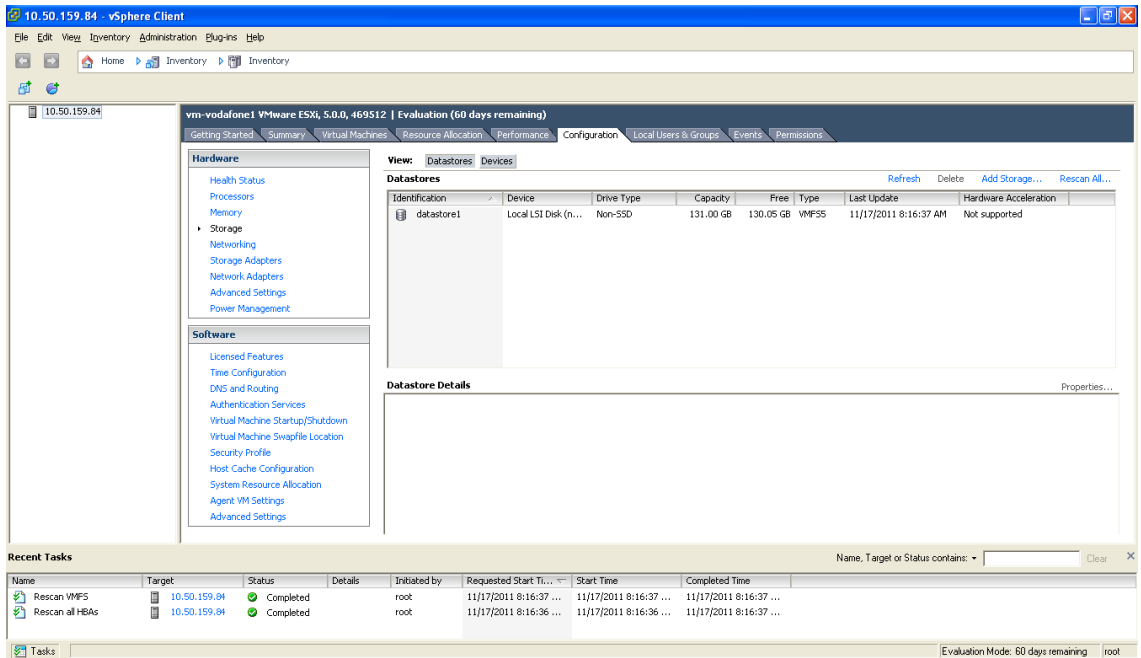 10.50.159.84 - vSphere Client
File Edit View Inventory Administration Plug-ins Help
Home Inventory Inventory
10.50.159.84
vm-vodafone1 VMware ESXi, 5.0.0, 469512 | Evaluation (60 days remaining)
Getting Started Summary Virtual Machines Resource Allocation Performance Configuration Local Users & Groups Events Permissions
Hardware
Health Status
Processors
Memory
Storage
Networking
Storage Adapters
Network Adapters
Advanced Settings
Power Management
Software
Licensed Features
Time Configuration
DNS and Routing
Authentication Services
Virtual Machine Startup/Shutdown
Virtual Machine Swapfile Location
Security Profile
Host Cache Configuration
System Resource Allocation
Agent VM Settings
Advanced Settings
View: Datastores Devices
Datastores Refresh Delete Add Storage... Rescan All...
Identification Device Drive Type Capacity Free Type Last Update Hardware Acceleration
datastore1 Local LSI Disk (n... Non-SSD 131.00 GB 130.05 GB VMFS5 11/17/2011 8:16:37 AM Not supported
Datastore Details Properties...
Recent Tasks Name, Target or Status contains: Clear
Name Target Status Details Initiated by Requested Start Ti... Start Time Completed Time
Rescan VMFS 10.50.159.84 Completed root 11/17/2011 8:16:37 ... 11/17/2011 8:16:37 ... 11/17/2011 8:16:37 ...
Rescan all HBAs 10.50.159.84 Completed root 11/17/2011 8:16:36 ... 11/17/2011 8:16:36 ... 11/17/2011 8:16:37 ...
Tasks Evaluation Mode: 60 days remaining root